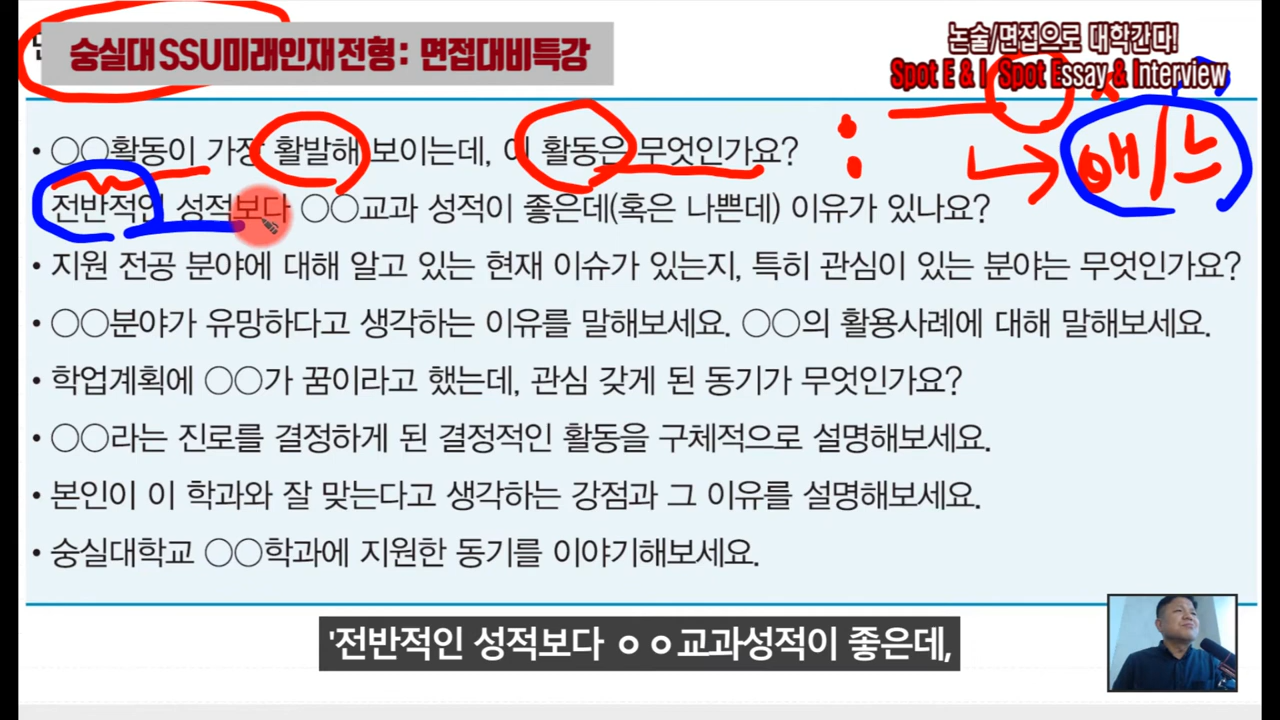 숭실대 SSU미래인재 전형 : 면접대비특강
논술/면접으로 대학간다!
Spot E & I Spot Essay & Interview
• ○○활동이 가장 활발해 보이는데, 이 활동은 무엇인가요?
예/느
전반적인 성적보다 ○○교과 성적이 좋은데(혹은 나쁜데) 이유가 있나요?
• 지원 전공 분야에 대해 알고 있는 현재 이슈가 있는지, 특히 관심이 있는 분야는 무엇인가요?
• ○○분야가 유망하다고 생각하는 이유를 말해보세요. ○○의 활용사례에 대해 말해보세요.
• 학업계획에 ○○가 꿈이라고 했는데, 관심 갖게 된 동기가 무엇인가요?
• ○○라는 진로를 결정하게 된 결정적인 활동을 구체적으로 설명해보세요.
• 본인이 이 학과와 잘 맞는다고 생각하는 강점과 그 이유를 설명해보세요.
• 숭실대학교 ○○학과에 지원한 동기를 이야기해보세요.
'전반적인 성적보다 ㅇㅇ교과성적이 좋은데,